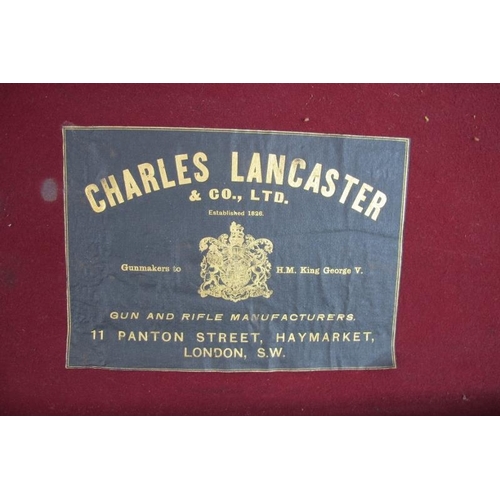 CHARLES LANCASTER
& CO., LTD.
Established 1826.
Gunmakers to H.M. King George V.
GUN AND RIFLE MANUFACTURERS.
11 PANTON STREET, HAYMARKET,
LONDON, S.W.